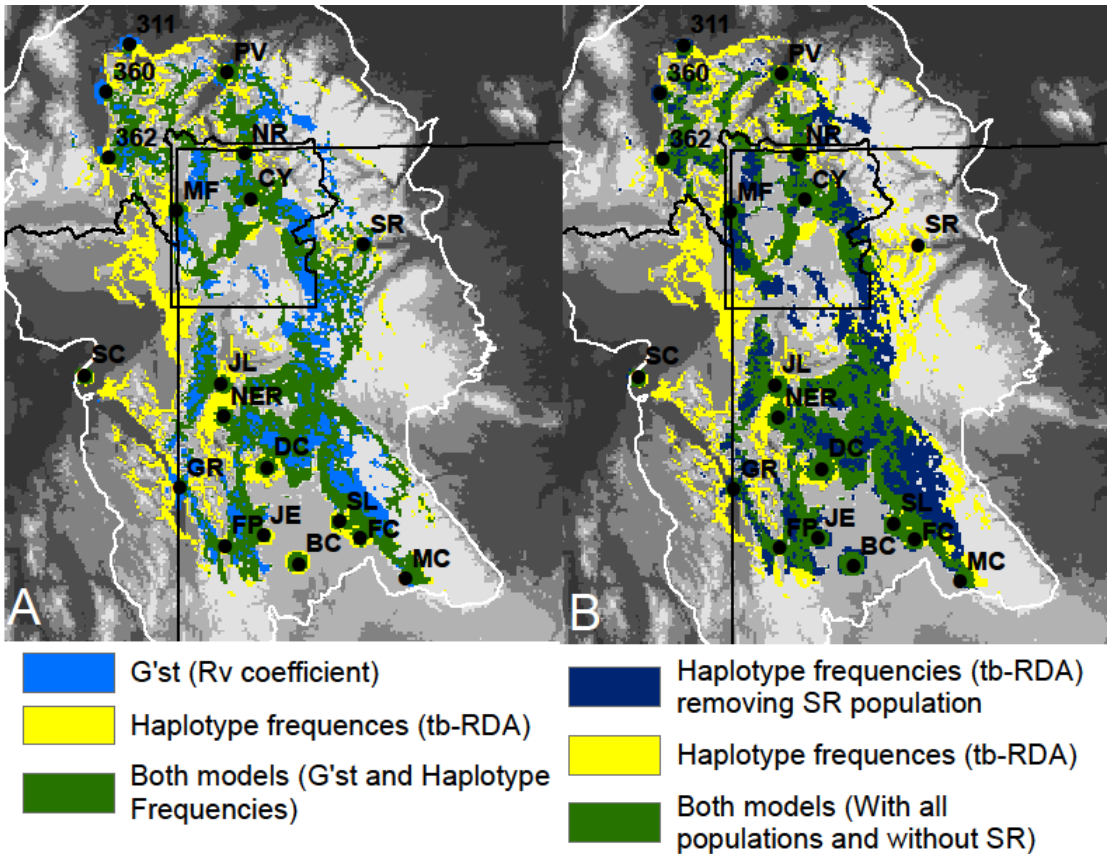 311
360
PV
362
NR
MF
CY
SR
SC
JL
NER
DC
GR
SL
FP
JE
FC
BC
MC
A
311
360
PV
362
NR
MF
CY
SR
SC
JL
NER
DC
GR
SL
FP
JE
FC
BC
MC
B
G'st (Rv coefficient)
Haplotype frequences (tb-RDA)
Both models (G'st and Haplotype
Frequencies)
Haplotype frequencies (tb-RDA)
removing SR population
Haplotype frequencies (tb-RDA)
Both models (With all
populations and without SR)